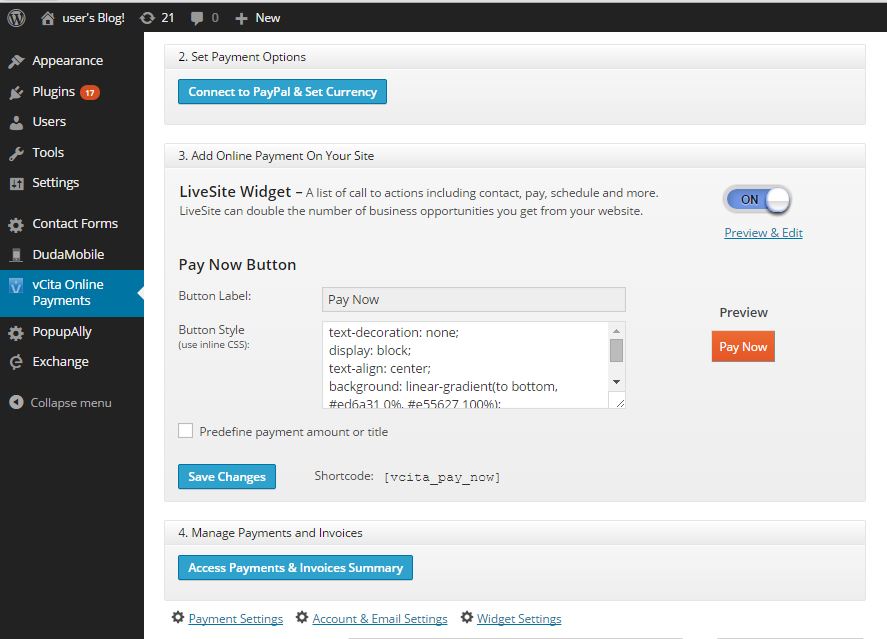 user's Blog! 21 0 + New
Appearance
Plugins 17
Users
Tools
Settings
Contact Forms
DudaMobile
vCita Online
Payments
PopupAlly
Exchange
Collapse menu
2. Set Payment Options
Connect to PayPal & Set Currency
3. Add Online Payment On Your Site
LiveSite Widget – A list of call to actions including contact, pay, schedule and more.
LiveSite can double the number of business opportunities you get from your website.
ON
Preview & Edit
Pay Now Button
Button Label: Pay Now
Button Style
(use inline CSS):
text-decoration: none;
display: block;
text-align: center;
background: linear-gradient(to bottom,
#ed6a31 0%, #e55627 100%);
Preview
Pay Now
Predefine payment amount or title
Save Changes Shortcode: [vcita_pay_now]
4. Manage Payments and Invoices
Access Payments & Invoices Summary
Payment Settings Account & Email Settings Widget Settings